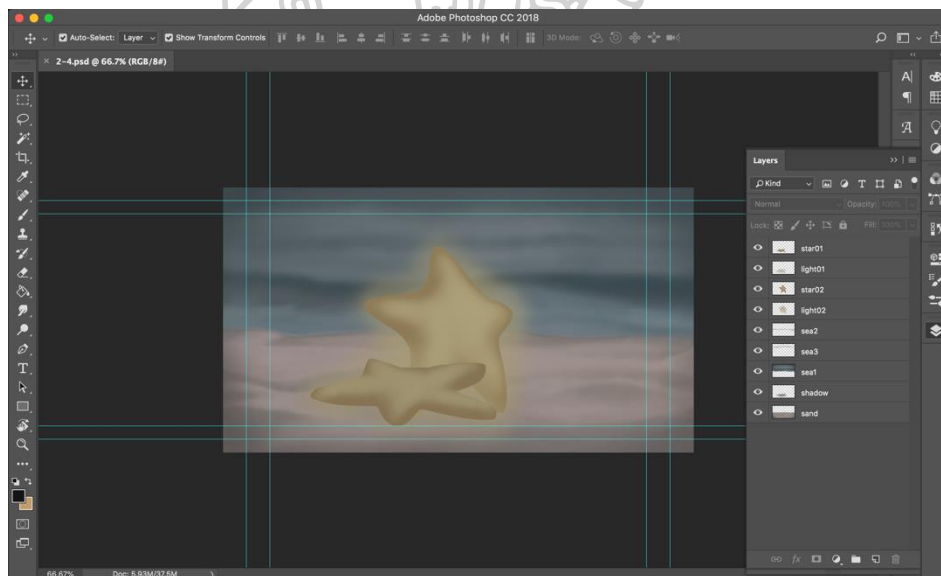 Adobe Photoshop CC 2018
Auto-Select: Layer Show Transform Controls 3D Mode:
× 2-4.psd @ 66.7% (RGB/8#)
Layers
Kind
Normal Opacity: 100%
Lock: Fill: 100%
star01
light01
star02
light02
sea2
sea3
sea1
shadow
sand
66.67% Doc: 5.93M/37.5M